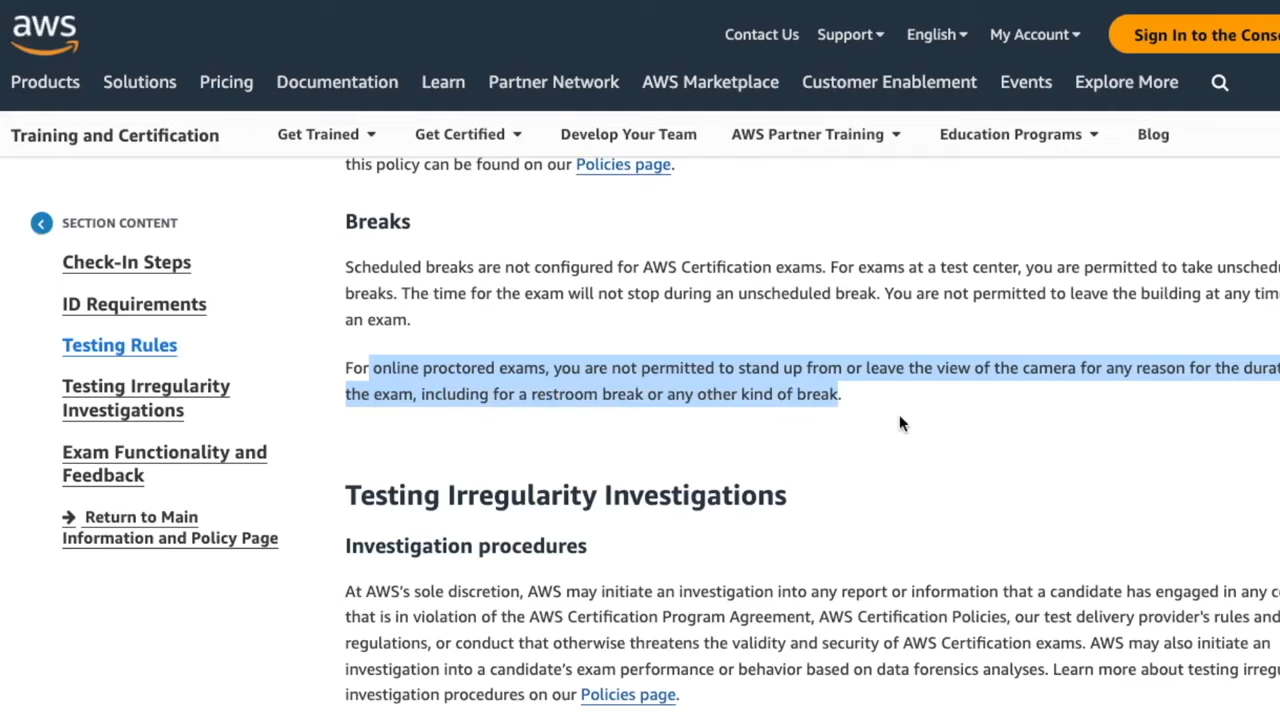 aws
Contact Us Support English My Account Sign In to the
Products Solutions Pricing Documentation Learn Partner Network AWS Marketplace Customer Enablement Events Explore More
Training and Certification Get Trained Get Certified Develop Your Team AWS Partner Training Education Programs Blog
this policy can be found on our Policies page.
SECTION CONTENT
Check-In Steps
ID Requirements
Testing Rules
Testing Irregularity
Investigations
Exam Functionality and
Feedback
Return to Main
Information and Policy Page
Breaks
Scheduled breaks are not configured for AWS Certification exams. For exams at a test center, you are permitted to take
breaks. The time for the exam will not stop during an unscheduled break. You are not permitted to leave the building at any
an exam.
For online proctored exams, you are not permitted to stand up from or leave the view of the camera for any reason for the
the exam, including for a restroom break or any other kind of break.
Testing Irregularity Investigations
Investigation procedures
At AWS's sole discretion, AWS may initiate an investigation into any report or information that a candidate has engaged in any
that is in violation of the AWS Certification Program Agreement, AWS Certification Policies, our test delivery provider's rules and
regulations, or conduct that otherwise threatens the validity and security of AWS Certification exams. AWS may also initiate an
investigation into a candidate's exam performance or behavior based on data forensics analyses. Learn more about testing
investigation procedures on our Policies page.